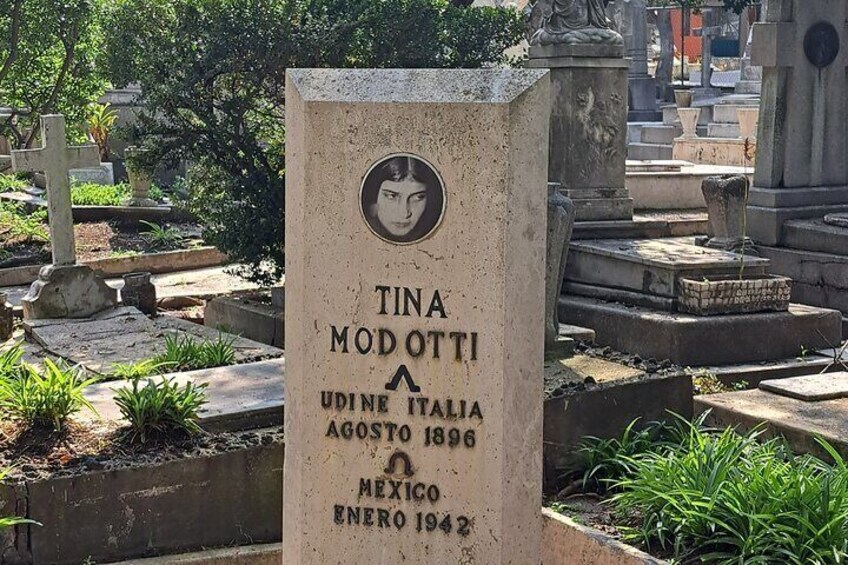 TINA
MODOTTI
Λ
UDINE ITALIA
AGOSTO 1896
Ω
MEXICO
ENERO 1942